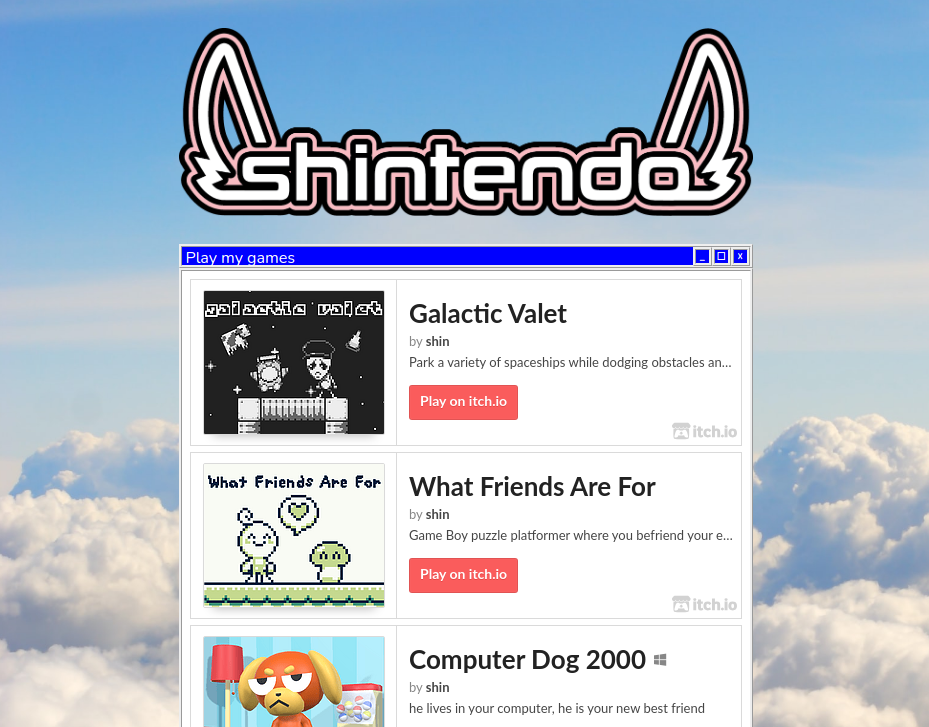 shintendo
Play my games
galactic valet
Galactic Valet
by shin
Park a variety of spaceships while dodging obstacles an...
Play on itch.io
itch.io
What Friends Are For
What Friends Are For
by shin
Game Boy puzzle platformer where you befriend your e...
Play on itch.io
itch.io
Computer Dog 2000
by shin
he lives in your computer, he is your new best friend